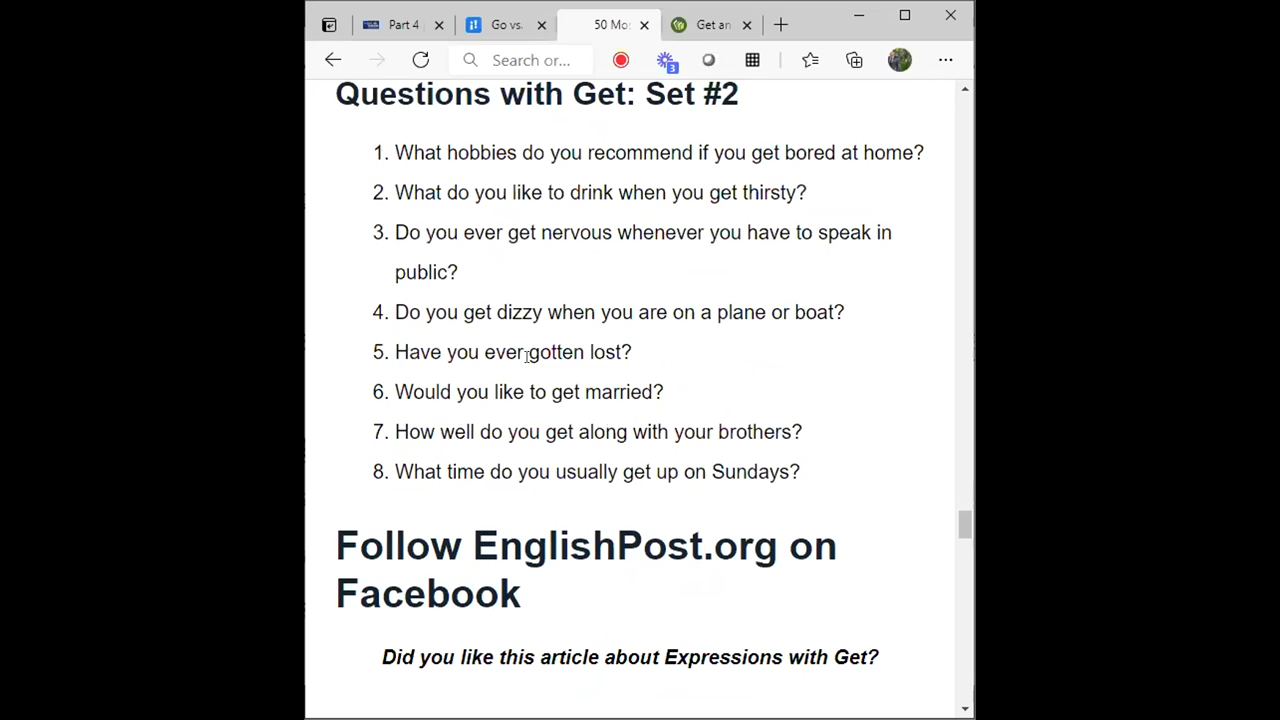 Part 4
Go vs.
50 Mo
Get an
Search or...
3
Questions with Get: Set #2
1. What hobbies do you recommend if you get bored at home?
2. What do you like to drink when you get thirsty?
3. Do you ever get nervous whenever you have to speak in
public?
4. Do you get dizzy when you are on a plane or boat?
5. Have you ever gotten lost?
6. Would you like to get married?
7. How well do you get along with your brothers?
8. What time do you usually get up on Sundays?
Follow EnglishPost.org on
Facebook
Did you like this article about Expressions with Get?